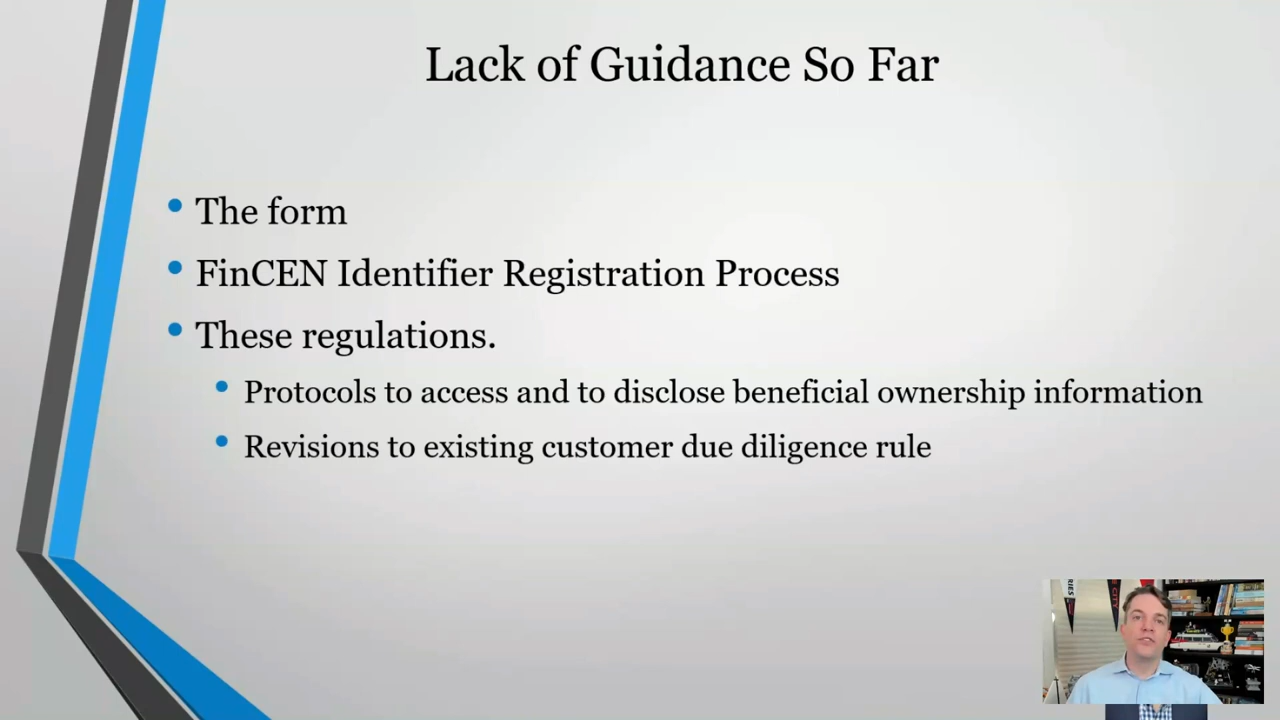 Lack of Guidance So Far
The form
FinCEN Identifier Registration Process
These regulations.
Protocols to access and to disclose beneficial ownership information
Revisions to existing customer due diligence rule